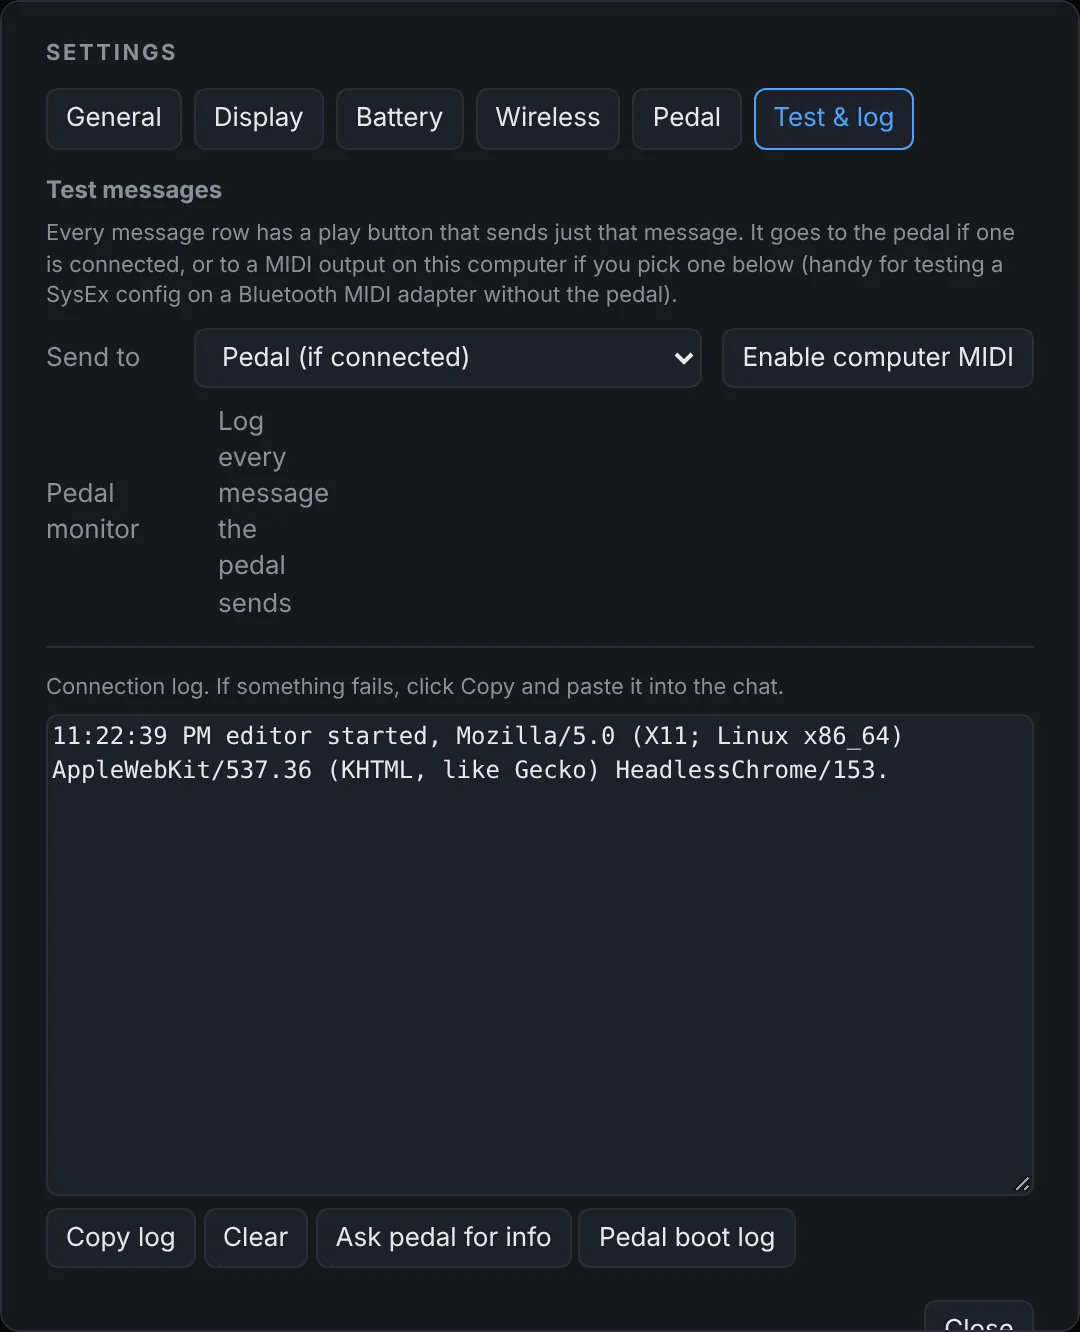 SETTINGS
General Display Battery Wireless Pedal Test & log
Test messages
Every message row has a play button that sends just that message. It goes to the pedal if one
is connected, or to a MIDI output on this computer if you pick one below (handy for testing a
SysEx config on a Bluetooth MIDI adapter without the pedal).
Send to Pedal (if connected) Enable computer MIDI
Pedal
monitor
Log
every
message
the
pedal
sends
Connection log. If something fails, click Copy and paste it into the chat.
11:22:39 PM editor started, Mozilla/5.0 (X11; Linux x86_64)
AppleWebKit/537.36 (KHTML, like Gecko) HeadlessChrome/153.
Copy log Clear Ask pedal for info Pedal boot log
Close